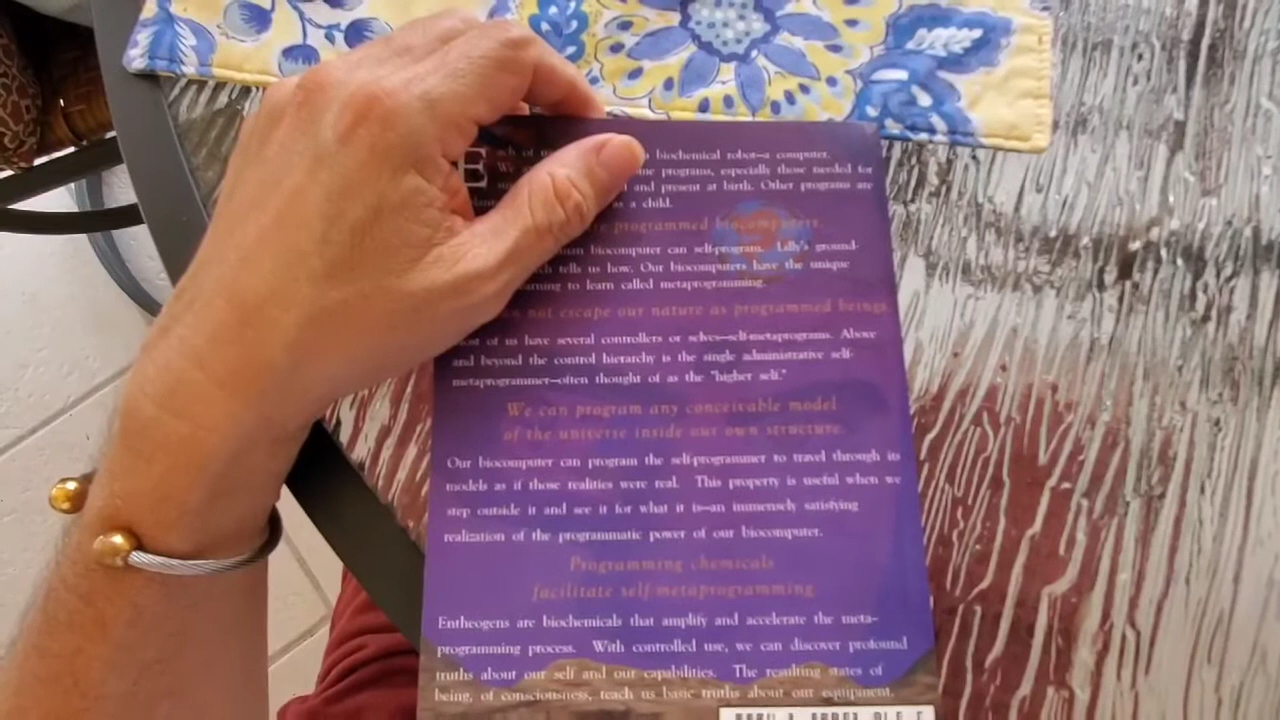 Each of us biochemical robot—a computer.
We programs, especially those needed for
and present at birth. Other programs are
as a child.
programmed biocomputers.
biocomputer can self-program. Lilly's ground-
tells us how. Our biocomputers have the unique
learning to learn called metaprogramming.
not escape our nature as programmed beings
Most of us have several controllers or selves—self-metaprograms. Above
and beyond the control hierarchy is the single administrative self-
metaprogrammer—often thought of as the "higher self."
We can program any conceivable model
of the universe inside our own structure.
Our biocomputer can program the self-programmer to travel through its
models as if those realities were real. This property is useful when we
step outside it and see it for what it is—an immensely satisfying
realization of the programmatic power of our biocomputer.
Programming chemicals
facilitate self-metaprogramming
Entheogens are biochemicals that amplify and accelerate the meta-
programming process. With controlled use, we can discover profound
truths about our self and our capabilities. The resulting states of
being, of consciousness, teach us basic truths about our equipment.